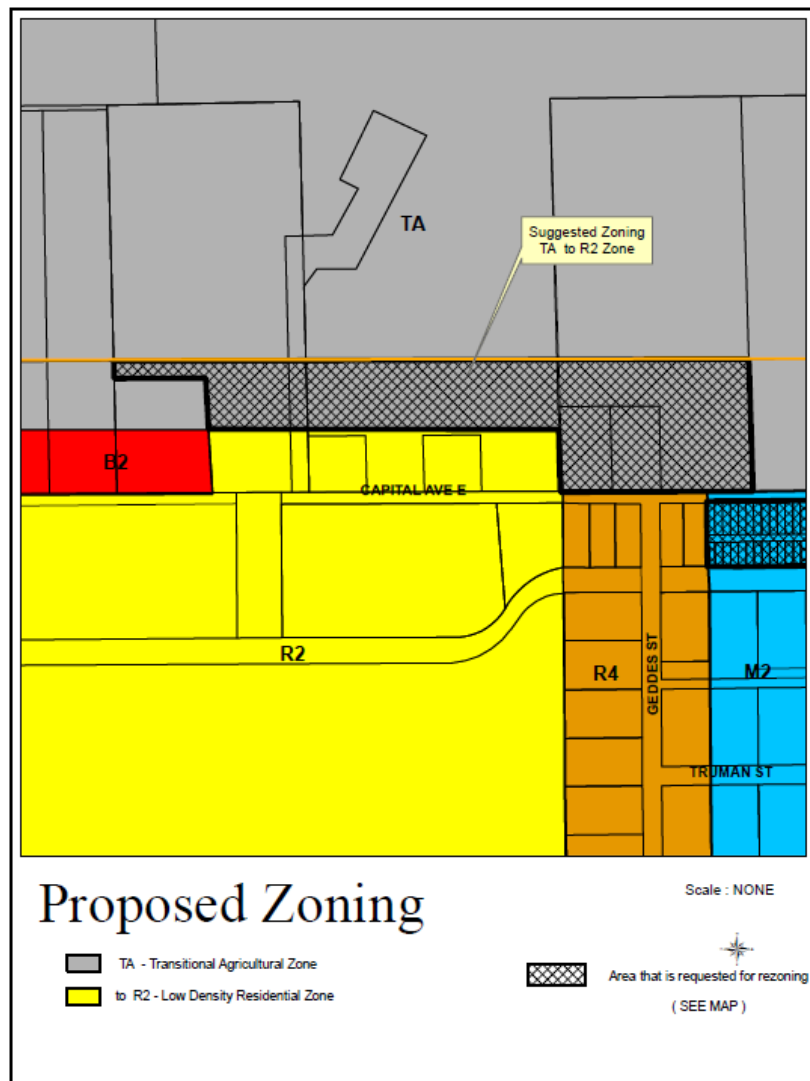 TA
Suggested Zoning
TA to R2 Zone
B2
CAPITAL AVE E
R2
R4
GEDDES ST
M2
TRUMAN ST
Proposed Zoning
Scale : NONE
TA - Transitional Agricultural Zone
to R2 - Low Density Residential Zone
Area that is requested for rezoning
( SEE MAP )